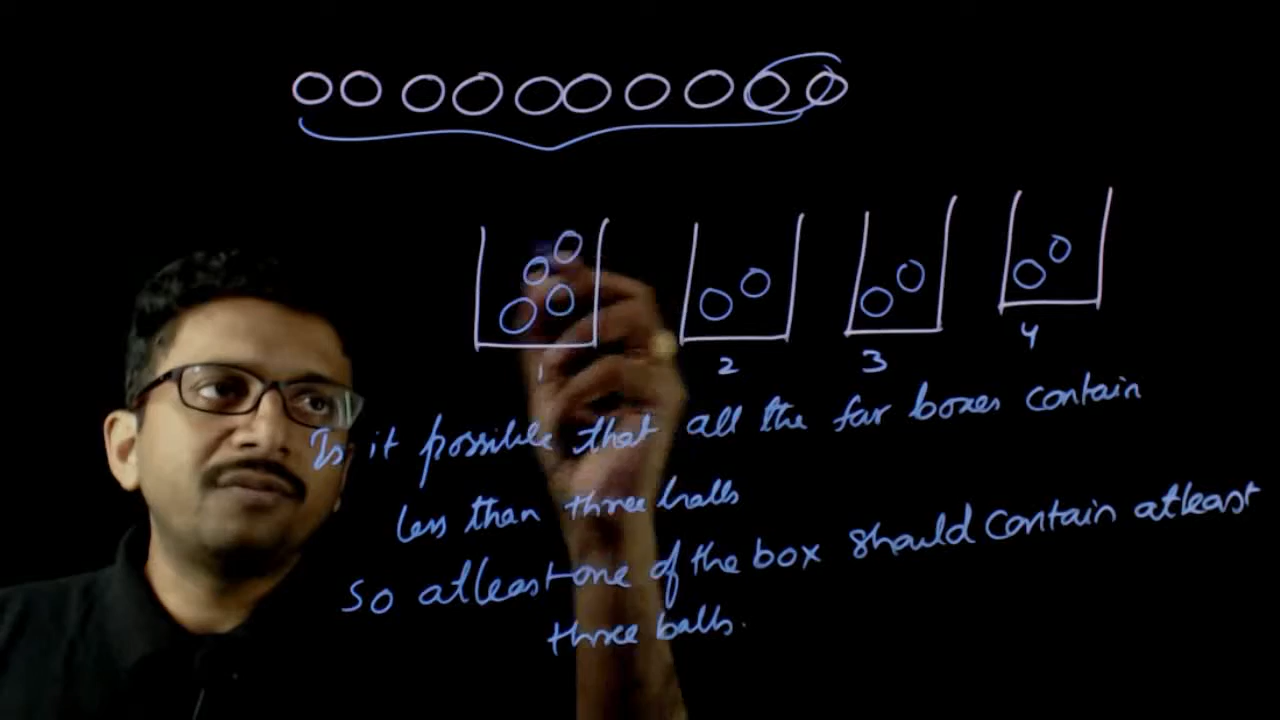 1 2 3 4
Is it possible that all the far boxes contain
less than three balls
So atleast one of the box should contain atleast
three balls.